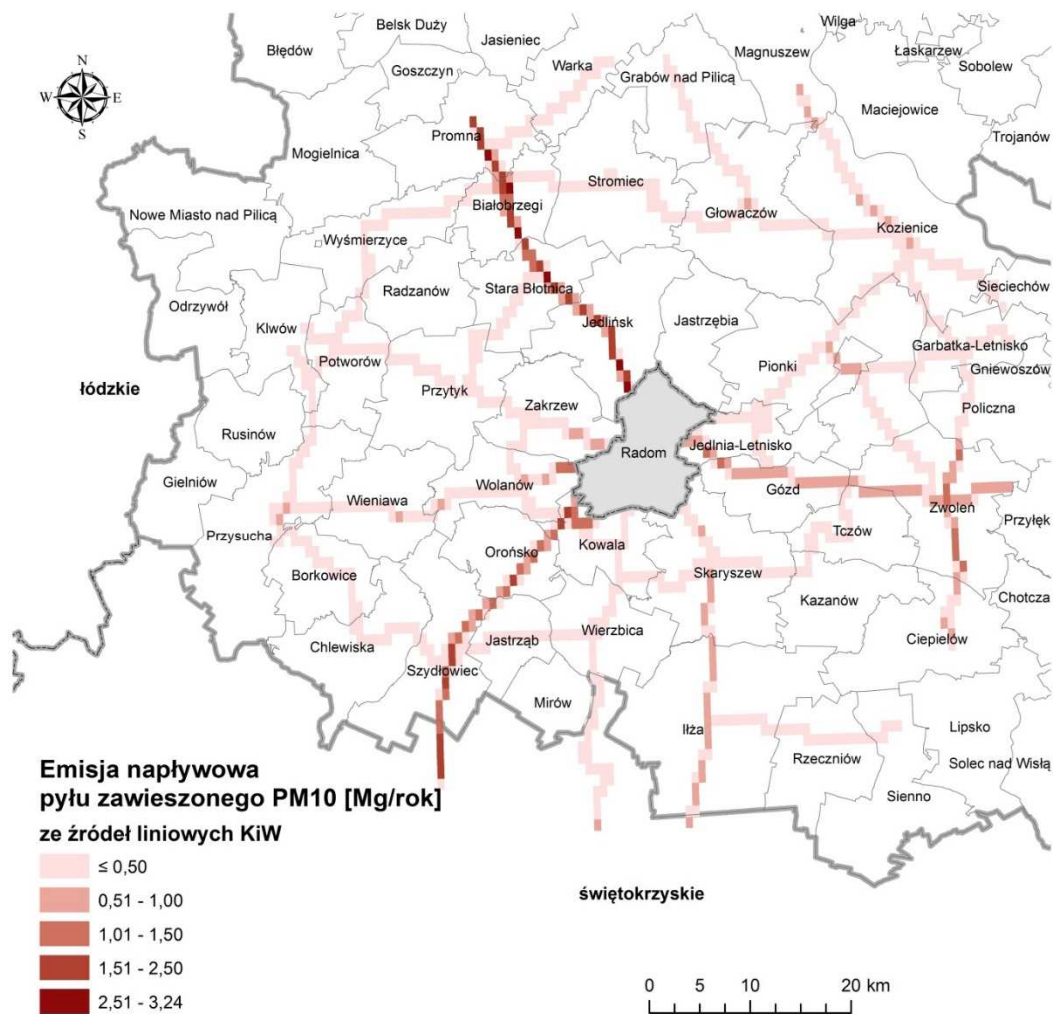 Wilga
Belsk Duży
Błędów
Jasieniec
Magnuszew
Łaskarzew
Warka
Sobolew
Goszczyn
Grabów nad Pilicą
N
W E
S
Maciejowice
Promna
Trojanów
Mogielnica
Stromiec
Białobrzegi
Nowe Miasto nad Pilicą
Głowaczów
Kozienice
Wyśmierzyce
Radzanów
Stara Błotnica
Sieciechów
Odrzywół
Jedlińsk
Jastrzębia
Klwów
Garbatka-Letnisko
Potworów
Pionki
Gniewoszów
łódzkie
Przytyk
Zakrzew
Policzna
Rusinów
Radom
Jedlnia-Letnisko
Gielniów
Wolanów
Gózd
Wieniawa
Zwoleń
Przyłęk
Przysucha
Tczów
Orońsko
Kowala
Skaryszew
Borkowice
Kazanów
Chotcza
Chlewiska
Jastrząb
Wierzbica
Ciepielów
Szydłowiec
Mirów
Iłża
Lipsko
Rzeczniów
Solec nad Wisłą
Sienno
Emisja napływowa
pyłu zawieszonego PM10 [Mg/rok]
ze źródeł liniowych KiW
≤ 0,50
0,51 - 1,00
1,01 - 1,50
1,51 - 2,50
2,51 - 3,24
świętokrzyskie
0 5 10 20 km